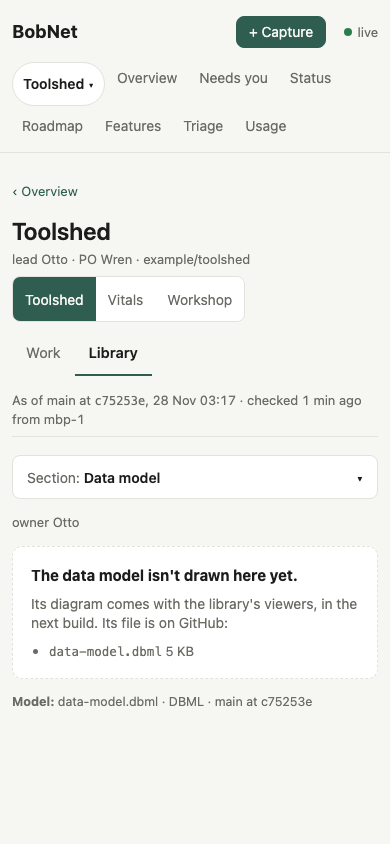 BobNet
+ Capture
live
Toolshed ▾
Overview
Needs you
Status
Roadmap
Features
Triage
Usage
‹ Overview
Toolshed
lead Otto · PO Wren · example/toolshed
Toolshed
Vitals
Workshop
Work
Library
As of main at c75253e, 28 Nov 03:17 · checked 1 min ago
from mbp-1
Section: Data model ▾
owner Otto
The data model isn't drawn here yet.
Its diagram comes with the library's viewers, in the
next build. Its file is on GitHub:
• data-model.dbml 5 KB
Model: data-model.dbml · DBML · main at c75253e